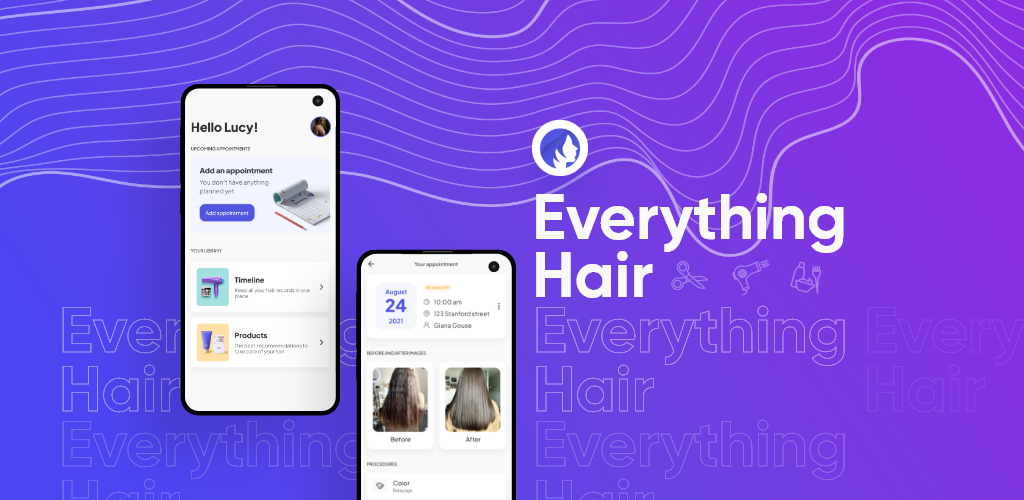 Hello Lucy!
UPCOMING APPOINTMENTS
Add an appointment
You don't have anything
planned yet
Add appointment
YOUR LIBRARY
Timeline
Keep all your hair records in one
place
Products
The best recommendations to
take care of your hair
Your appointment
August
24
2021
10:00 am
123 Stanford street
Giana Gouse
BEFORE AND AFTER IMAGES
Before
After
PROCEDURES
Color
Balayage
Everything
Hair
Everything
Hair
Everything
Hair
Everything
Hair
Everything
Hair
Everything
Hair